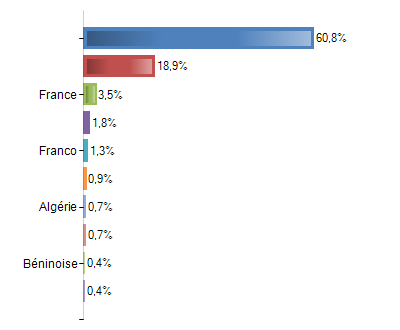 60,8%
18,9%
France 3,5%
1,8%
Franco 1,3%
0,9%
Algérie 0,7%
0,7%
Béninoise 0,4%
0,4%